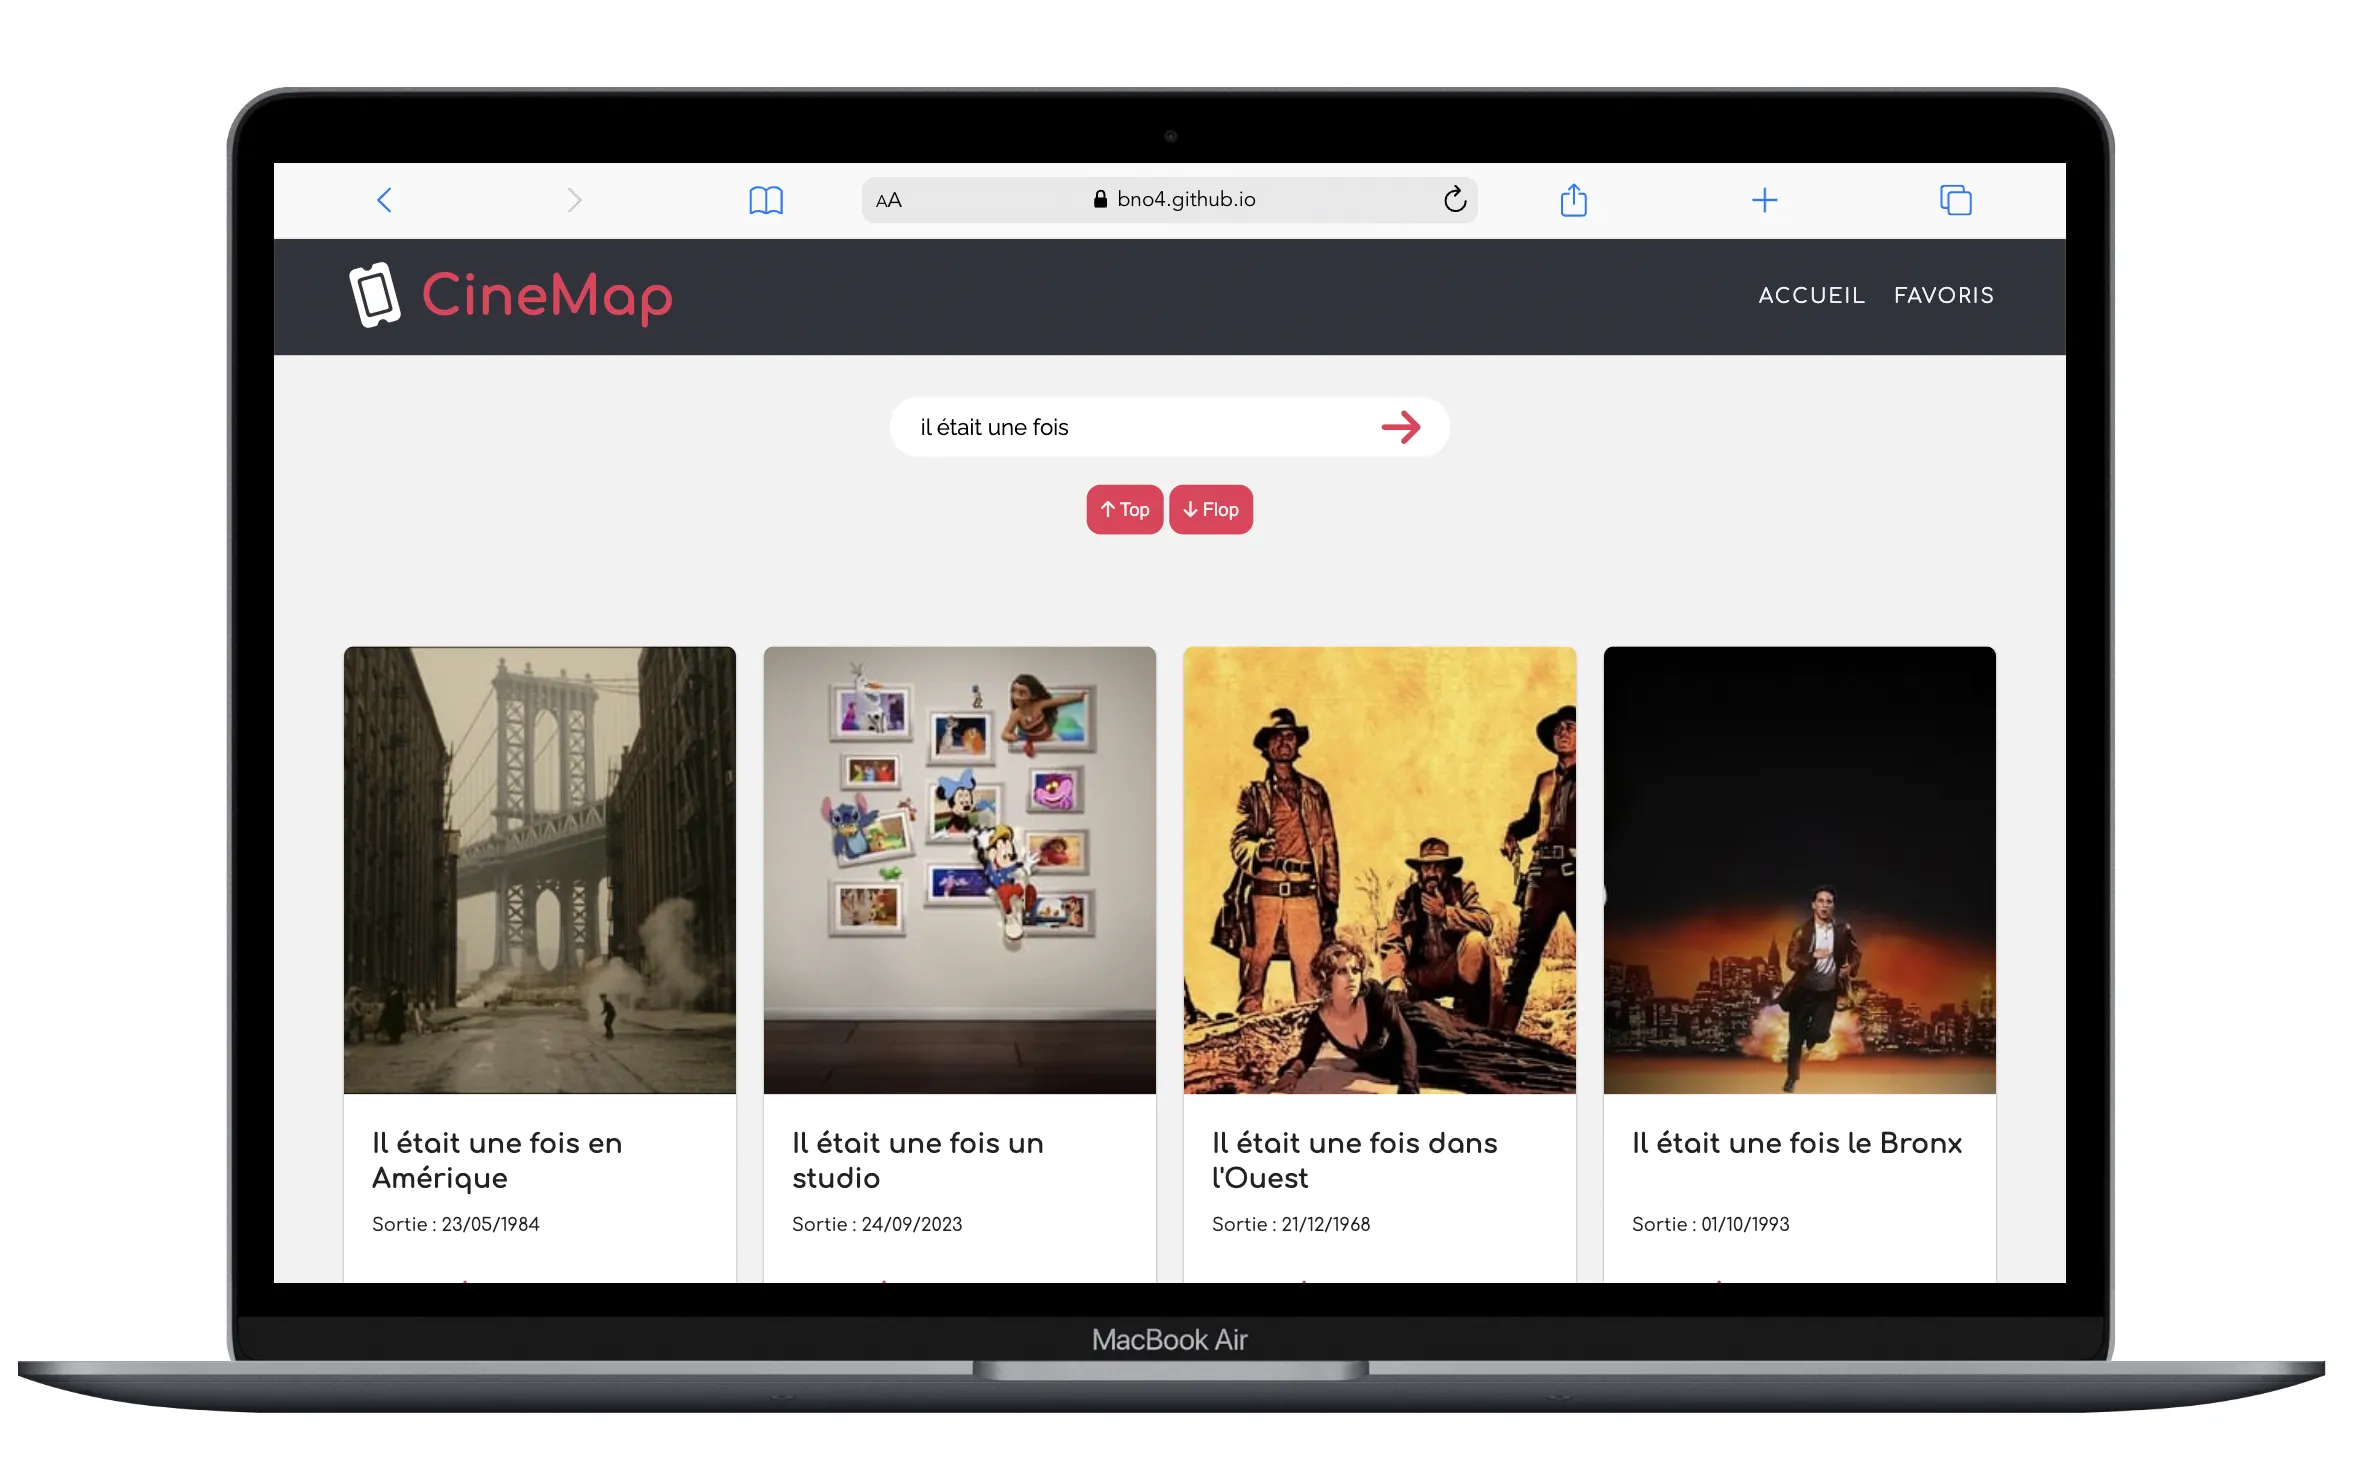 AA bno4.github.io
CineMap
ACCUEIL FAVORIS
il était une fois
↑ Top ↓ Flop
Il était une fois en
Amérique
Sortie : 23/05/1984
Il était une fois un
studio
Sortie : 24/09/2023
Il était une fois dans
l'Ouest
Sortie : 21/12/1968
Il était une fois le Bronx
Sortie : 01/10/1993
MacBook Air